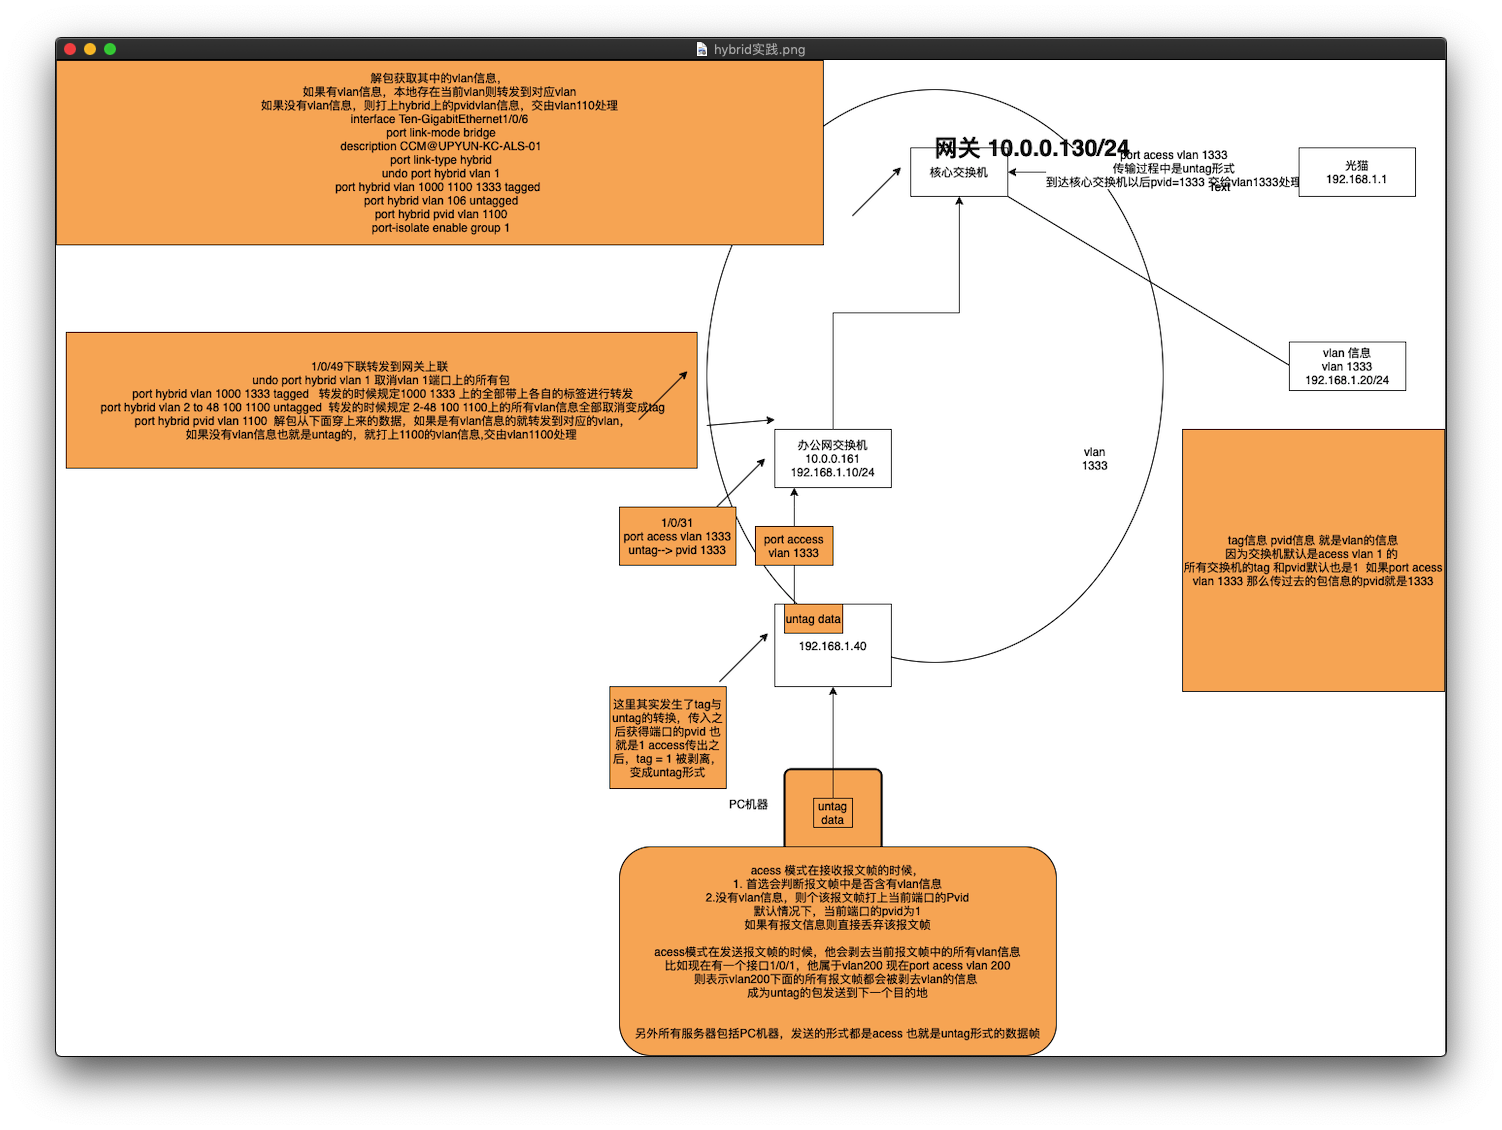 hybrid实践.png
解包获取其中的vlan信息，
如果有vlan信息，本地存在当前vlan则转发到对应vlan
如果没有vlan信息，则打上hybrid上的pvidvlan信息，交由vlan110处理
interface Ten-GigabitEthernet1/0/6
port link-mode bridge
description CCM@UPYUN-KC-ALS-01
port link-type hybrid
undo port hybrid vlan 1
port hybrid vlan 1000 1100 1333 tagged
port hybrid vlan 106 untagged
port hybrid pvid vlan 1100
port-isolate enable group 1
网关 10.0.0.130/24
核心交换机
port acess vlan 1333
传输过程中是untag形式
到达核心交换机以后pvid=1333 交给vlan1333处理
Text
光猫
192.168.1.1
1/0/49下联转发到网关上联
undo port hybrid vlan 1 取消vlan 1端口上的所有包
port hybrid vlan 1000 1333 tagged 转发的时候规定1000 1333 上的全部带上各自的标签进行转发
port hybrid vlan 2 to 48 100 1100 untagged 转发的时候规定 2-48 100 1100上的所有vlan信息全部取消变成tag
port hybrid pvid vlan 1100 解包从下面穿上来的数据，如果是有vlan信息的就转发到对应的vlan，
如果没有vlan信息也就是untag的，就打上1100的vlan信息,交由vlan1100处理
vlan 信息
vlan 1333
192.168.1.20/24
办公网交换机
10.0.0.161
192.168.1.10/24
vlan
1333
1/0/31
port acess vlan 1333
untag--> pvid 1333
port access
vlan 1333
tag信息 pvid信息 就是vlan的信息
因为交换机默认是acess vlan 1 的
所有交换机的tag 和pvid默认也是1 如果port acess
vlan 1333 那么传过去的包信息的pvid就是1333
untag data
192.168.1.40
这里其实发生了tag与
untag的转换，传入之
后获得端口的pvid 也
就是1 access传出之
后，tag = 1 被剥离，
变成untag形式
PC机器
untag
data
acess 模式在接收报文帧的时候，
1. 首选会判断报文帧中是否含有vlan信息
2.没有vlan信息，则个该报文帧打上当前端口的Pvid
默认情况下，当前端口的pvid为1
如果有报文信息则直接丢弃该报文帧
acess模式在发送报文帧的时候，他会剥去当前报文帧中的所有vlan信息
比如现在有一个接口1/0/1，他属于vlan200 现在port acess vlan 200
则表示vlan200下面的所有报文帧都会被剥去vlan的信息
成为untag的包发送到下一个目的地
另外所有服务器包括PC机器，发送的形式都是acess 也就是untag形式的数据帧